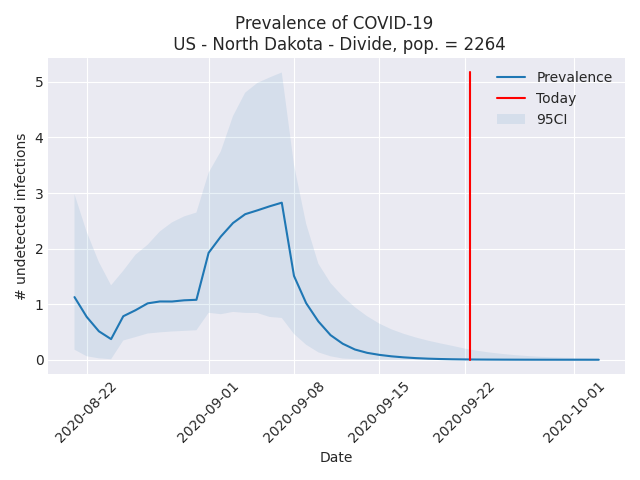 Prevalence of COVID-19
US - North Dakota - Divide, pop. = 2264
# undetected infections
5
4
3
2
1
0
Prevalence
Today
95CI
2020-08-22
2020-09-01
2020-09-08
2020-09-15
2020-09-22
2020-10-01
Date